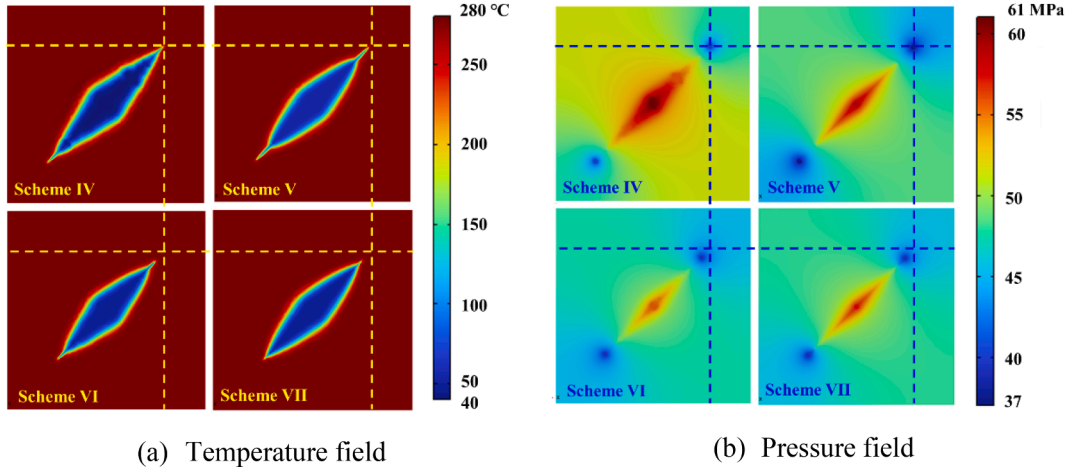 280 ℃
250
200
150
100
50
40
Scheme IV
Scheme V
Scheme VI
Scheme VII
(a) Temperature field
61 MPa
60
55
50
45
40
37
Scheme IV
Scheme V
Scheme VI
Scheme VII
(b) Pressure field